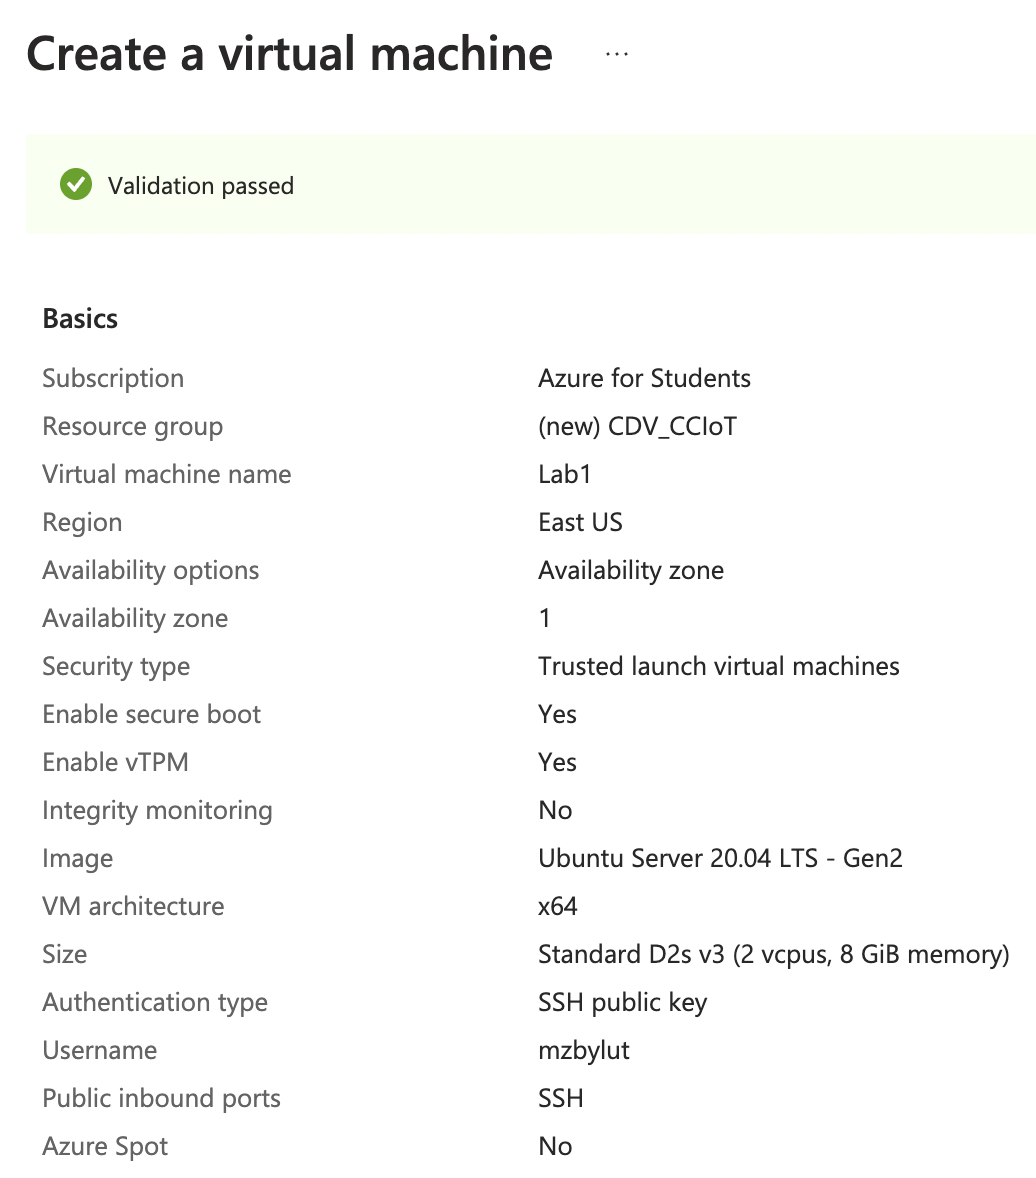 Create a virtual machine ...
Validation passed
Basics
Subscription Azure for Students
Resource group (new) CDV_CCIoT
Virtual machine name Lab1
Region East US
Availability options Availability zone
Availability zone 1
Security type Trusted launch virtual machines
Enable secure boot Yes
Enable vTPM Yes
Integrity monitoring No
Image Ubuntu Server 20.04 LTS - Gen2
VM architecture x64
Size Standard D2s v3 (2 vcpus, 8 GiB memory)
Authentication type SSH public key
Username mzbylut
Public inbound ports SSH
Azure Spot No